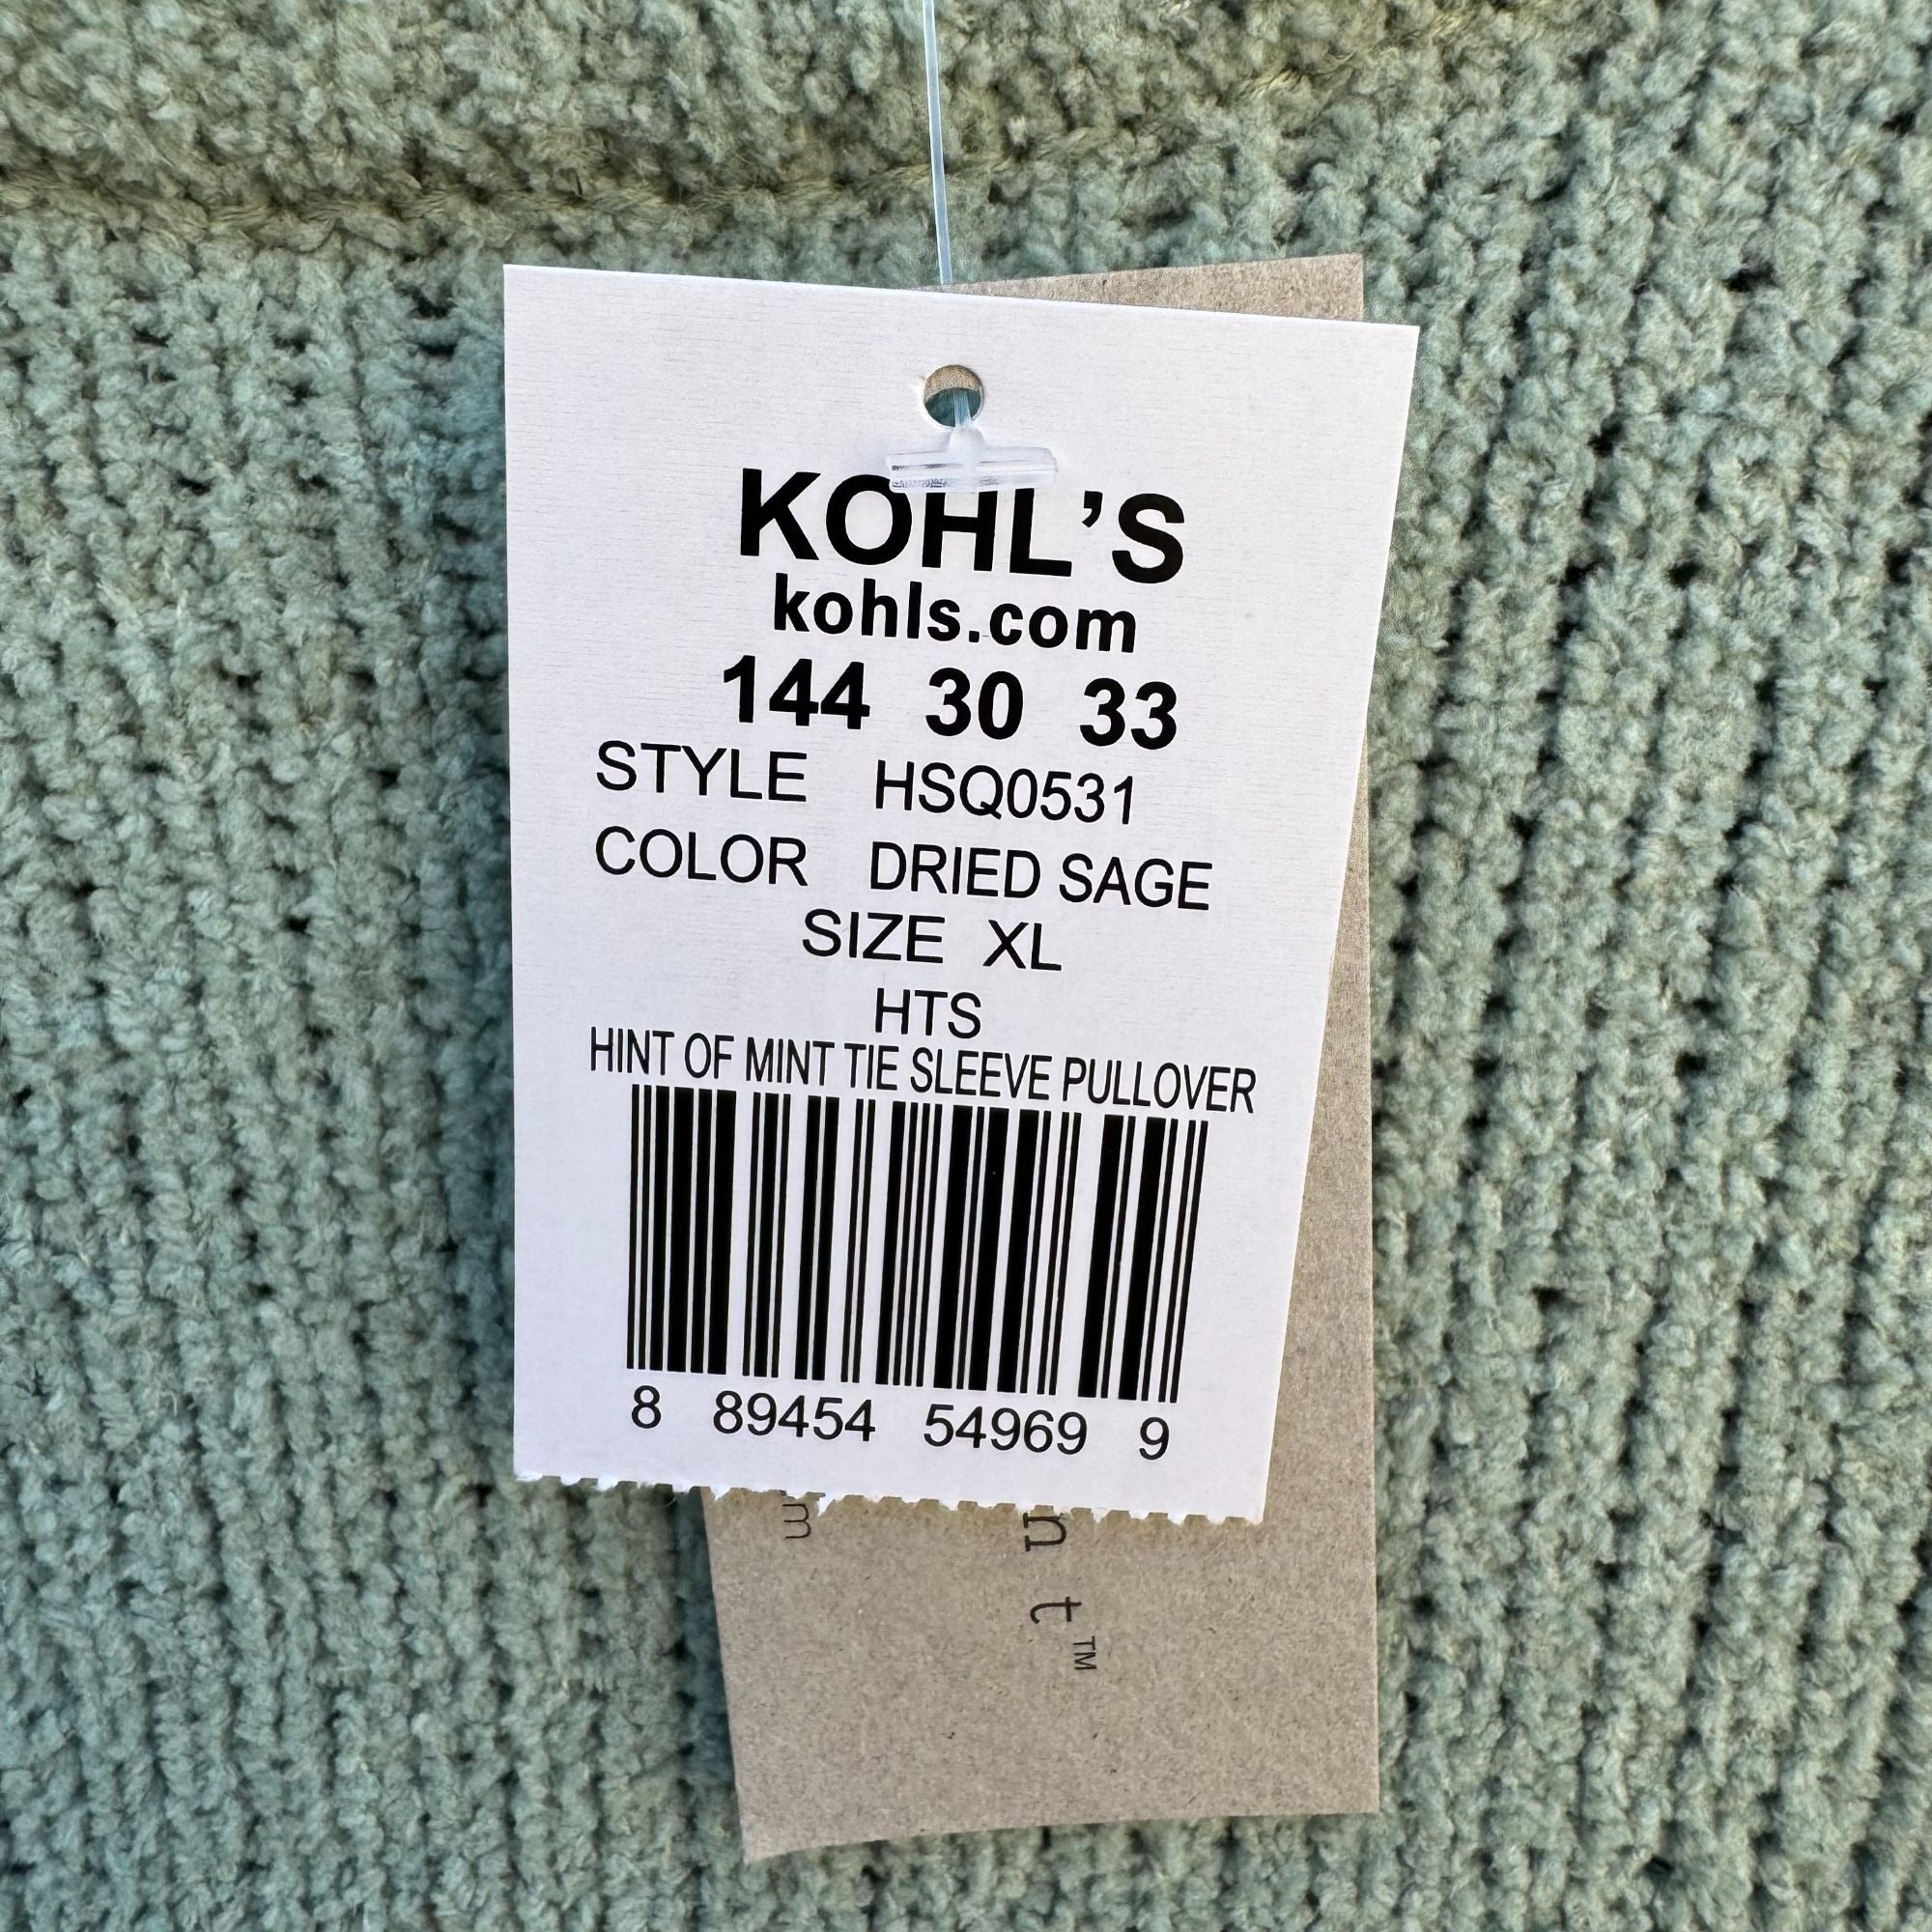 KOHL'S
kohls.com
144 30 33
STYLE HSQ0531
COLOR DRIED SAGE
SIZE XL
HTS
HINT OF MINT TIE SLEEVE PULLOVER
8 89454 54969 9
m
nt™